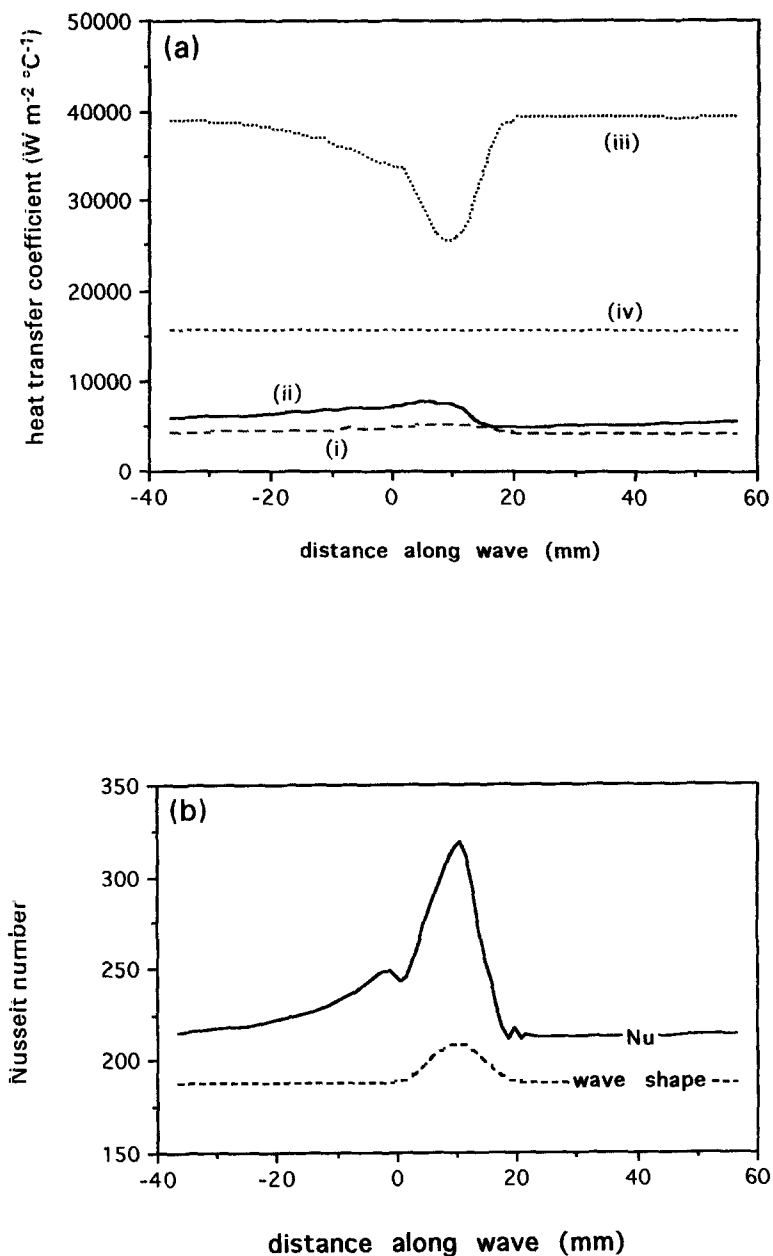 (a)
heat transfer coefficient (W m-2 °C-1)
50000
40000
30000
20000
10000
0
(iii)
(iv)
(ii)
(i)
-40
-20
0
20
40
60
distance along wave (mm)
(b)
Nusseit number
350
300
250
200
150
Nu
wave shape
-40
-20
0
20
40
60
distance along wave (mm)